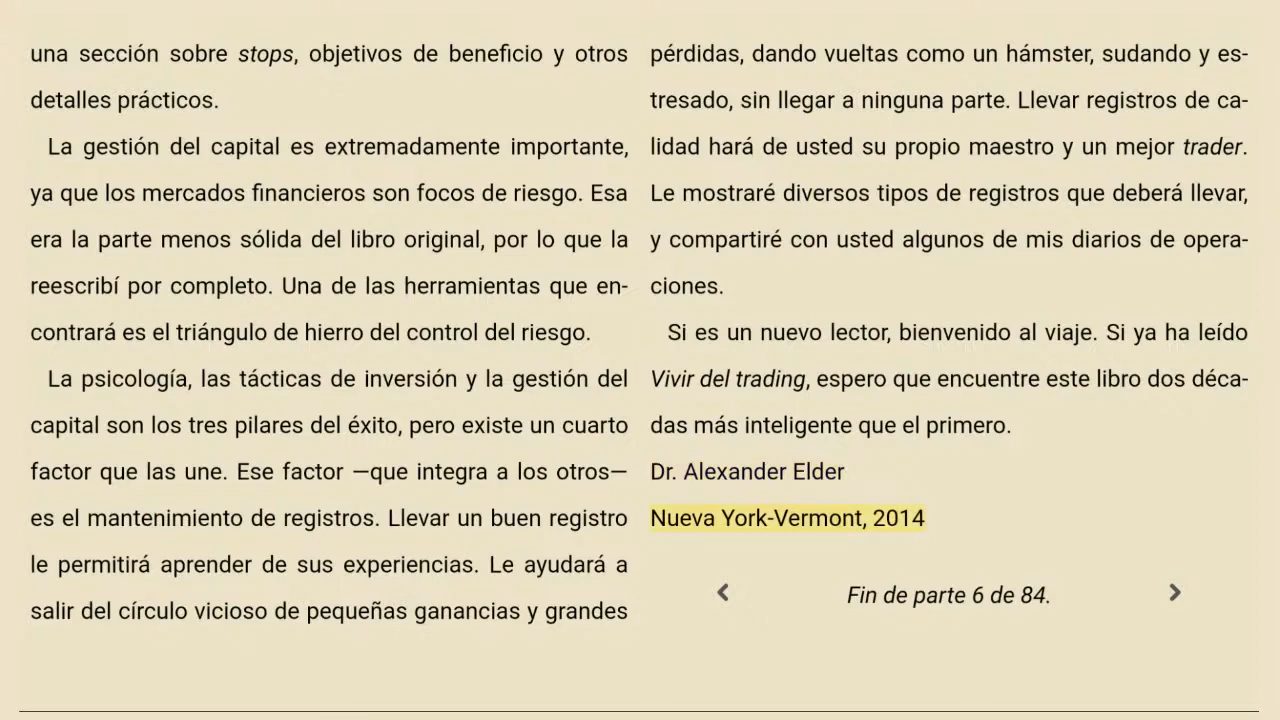 una sección sobre stops, objetivos de beneficio y otros
detalles prácticos.
La gestión del capital es extremadamente importante,
ya que los mercados financieros son focos de riesgo. Esa
era la parte menos sólida del libro original, por lo que la
reescribí por completo. Una de las herramientas que en-
contrará es el triángulo de hierro del control del riesgo.
La psicología, las tácticas de inversión y la gestión del
capital son los tres pilares del éxito, pero existe un cuarto
factor que las une. Ese factor —que integra a los otros—
es el mantenimiento de registros. Llevar un buen registro
le permitirá aprender de sus experiencias. Le ayudará a
salir del círculo vicioso de pequeñas ganancias y grandes
pérdidas, dando vueltas como un hámster, sudando y es-
tresado, sin llegar a ninguna parte. Llevar registros de ca-
lidad hará de usted su propio maestro y un mejor trader.
Le mostraré diversos tipos de registros que deberá llevar,
y compartiré con usted algunos de mis diarios de opera-
ciones.
Si es un nuevo lector, bienvenido al viaje. Si ya ha leído
Vivir del trading, espero que encuentre este libro dos déca-
das más inteligente que el primero.
Dr. Alexander Elder
Nueva York-Vermont, 2014
Fin de parte 6 de 84.